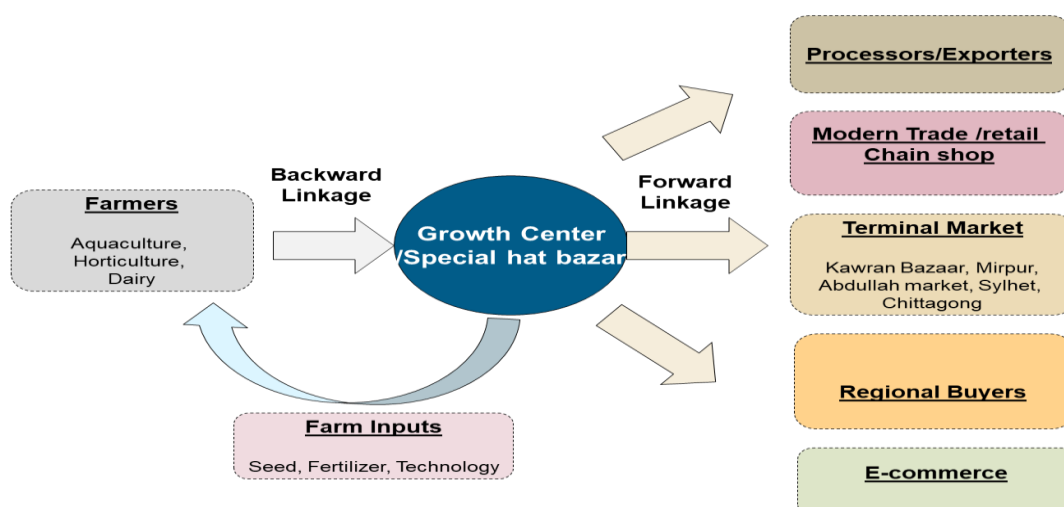 Farmers
Aquaculture,
Horticulture,
Dairy
Backward
Linkage
Growth Center
/Special hat bazar
Farm Inputs
Seed, Fertilizer, Technology
Forward
Linkage
Processors/Exporters
Modern Trade /retail
Chain shop
Terminal Market
Kawran Bazaar, Mirpur,
Abdullah market, Sylhet,
Chittagong
Regional Buyers
E-commerce